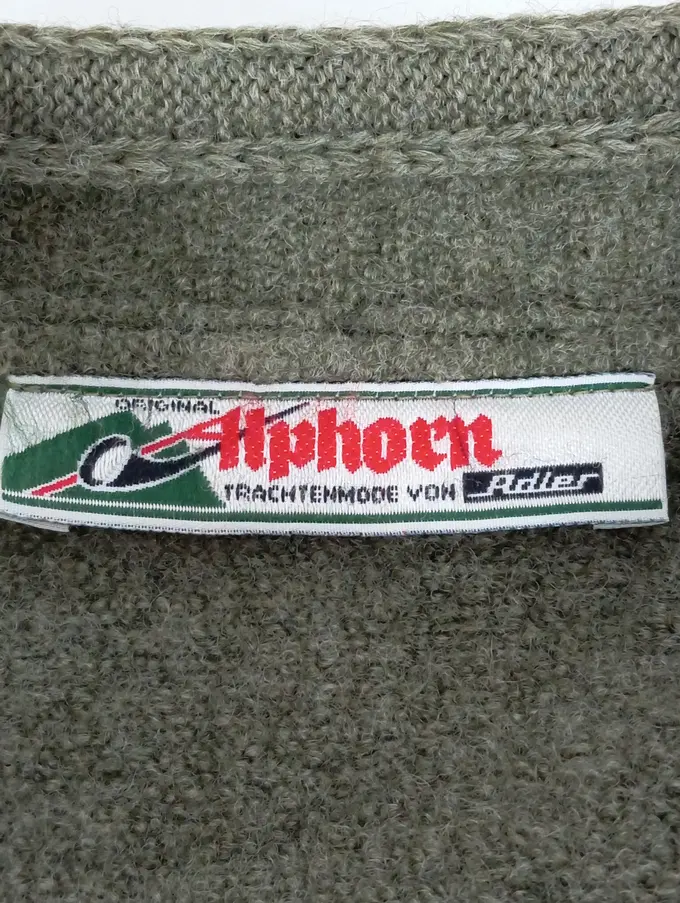 ORIGINAL
Alphorn
TRACHTENMODE VON Adler